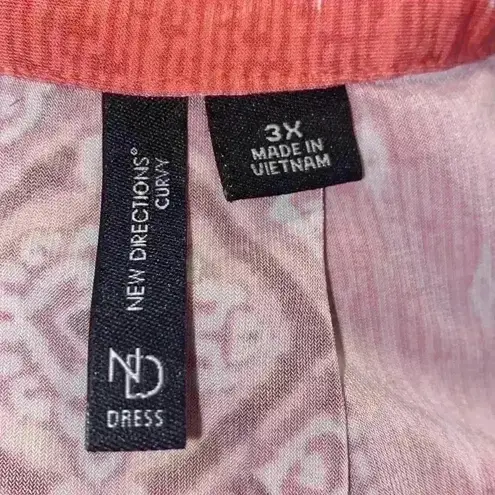 NEW DIRECTIONS®
CURVY
ND
DRESS
3X
MADE IN
VIETNAM